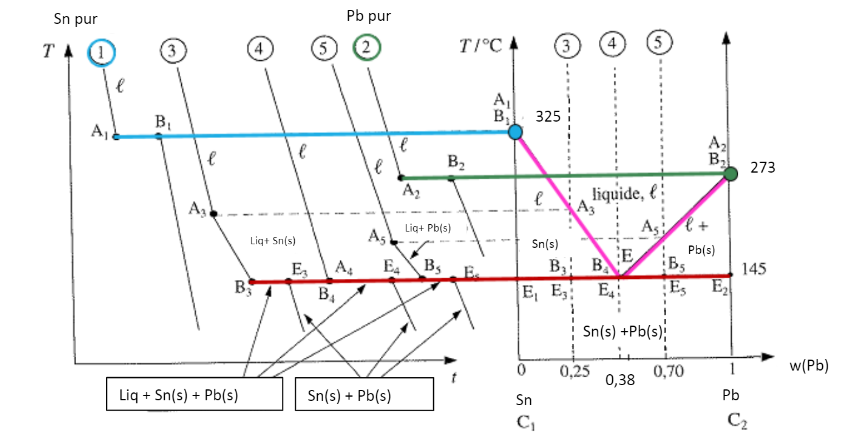 Sn pur
Pb pur
T
1
3
4
5
2
T/°C
3
4
5
ℓ
A1
B1
ℓ
ℓ
ℓ
ℓ
A1
B1
325
A2
B2
A2
B2
273
A3
ℓ
liquide, ℓ
A3
Liq+ Sn(s)
Liq+ Pb(s)
A5
Sn(s)
A5
ℓ +
Pb(s)
E
B3
E3
A4
B4
E4
B5
E5
B3
B4
B5
145
E1
E3
E4
E5
E2
Sn(s) +Pb(s)
Liq + Sn(s) + Pb(s)
Sn(s) + Pb(s)
t
0
0,25
0,38
0,70
1
w(Pb)
Sn
Pb
C1
C2